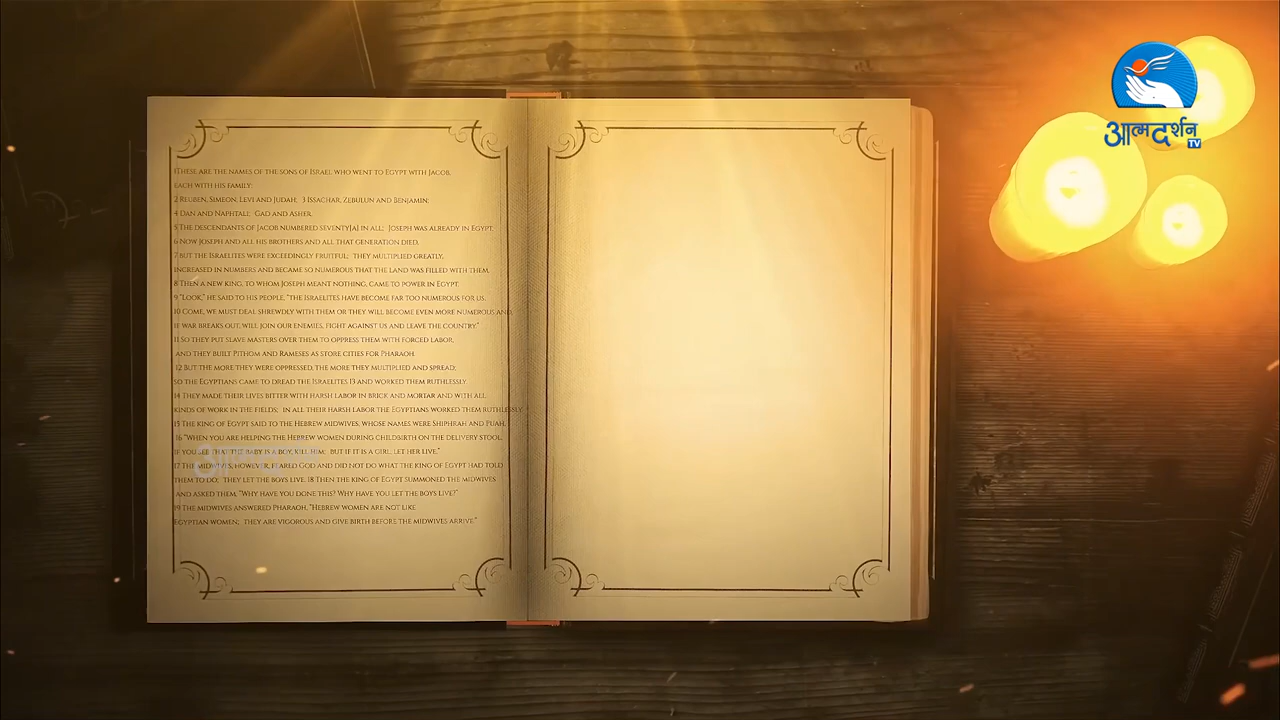 1These are the names of the sons of Israel who went to Egypt with Jacob,
each with his family:
2 Reuben, Simeon, Levi and Judah; 3 Issachar, Zebulun and Benjamin;
4 Dan and Naphtali; Gad and Asher.
5 The descendants of Jacob numbered seventy[a] in all; Joseph was already in Egypt.
6 Now Joseph and all his brothers and all that generation died,
7 but the Israelites were exceedingly fruitful; they multiplied greatly,
increased in numbers and became so numerous that the land was filled with them.
8 Then a new king, to whom Joseph meant nothing, came to power in Egypt.
9 "Look," he said to his people, "the Israelites have become far too numerous for us.
10 Come, we must deal shrewdly with them or they will become even more numerous and,
if war breaks out, will join our enemies, fight against us and leave the country."
11 So they put slave masters over them to oppress them with forced labor,
and they built Pithom and Rameses as store cities for Pharaoh.
12 But the more they were oppressed, the more they multiplied and spread;
so the Egyptians came to dread the Israelites 13 and worked them ruthlessly.
14 They made their lives bitter with harsh labor in brick and mortar and with all
kinds of work in the fields; in all their harsh labor the Egyptians worked them ruthlessly.
15 The king of Egypt said to the Hebrew midwives, whose names were Shiphrah and Puah,
16 "When you are helping the Hebrew women during childbirth on the delivery stool,
if you see that the baby is a boy, kill him; but if it is a girl, let her live."
17 The midwives, however, feared God and did not do what the king of Egypt had told
them to do; they let the boys live. 18 Then the king of Egypt summoned the midwives
and asked them, "Why have you done this? Why have you let the boys live?"
19 The midwives answered Pharaoh, "Hebrew women are not like
Egyptian women; they are vigorous and give birth before the midwives arrive."
आत्मदर्शन
TV